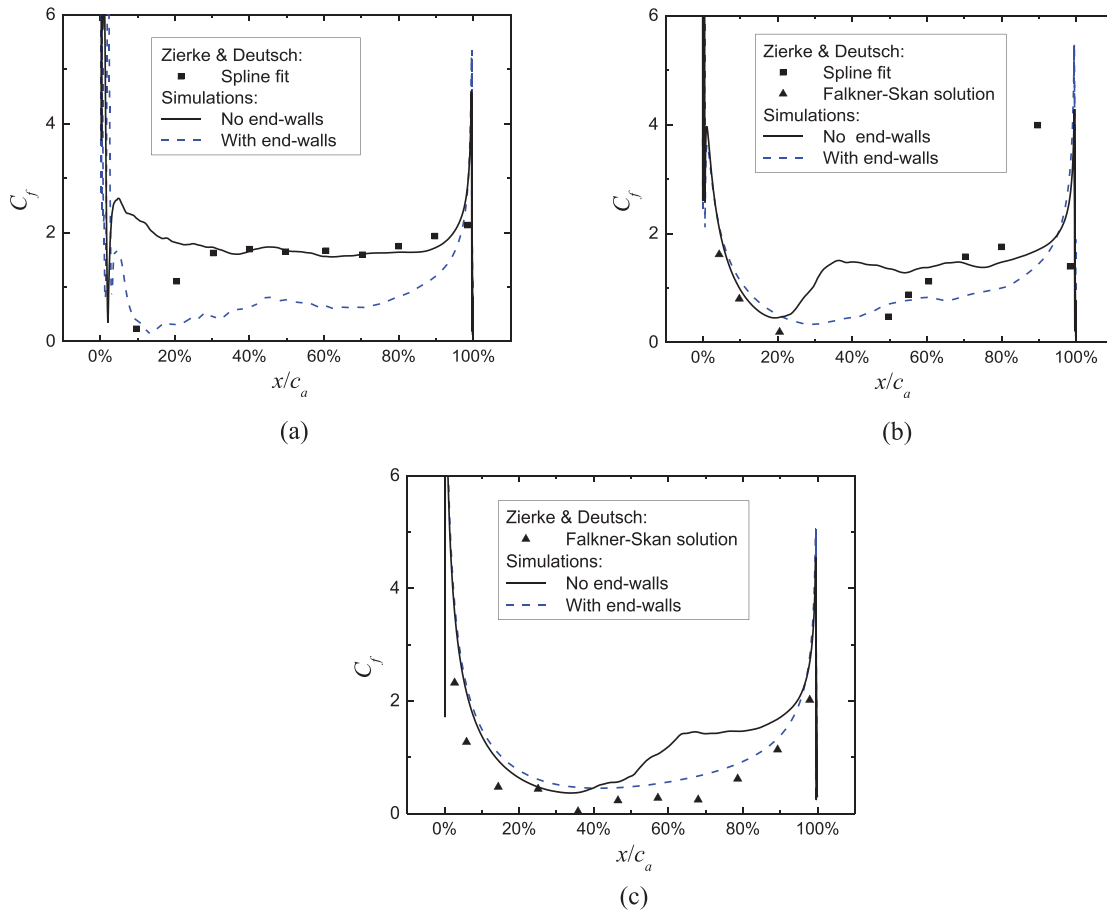 6
4
2
0
C_f
Zierke & Deutsch:
Spline fit
Simulations:
No end-walls
With end-walls
0% 20% 40% 60% 80% 100%
x/c_a
(a)
6
4
2
0
C_f
Zierke & Deutsch:
Spline fit
Falkner-Skan solution
Simulations:
No end-walls
With end-walls
0% 20% 40% 60% 80% 100%
x/c_a
(b)
6
4
2
0
C_f
Zierke & Deutsch:
Falkner-Skan solution
Simulations:
No end-walls
With end-walls
0% 20% 40% 60% 80% 100%
x/c_a
(c)